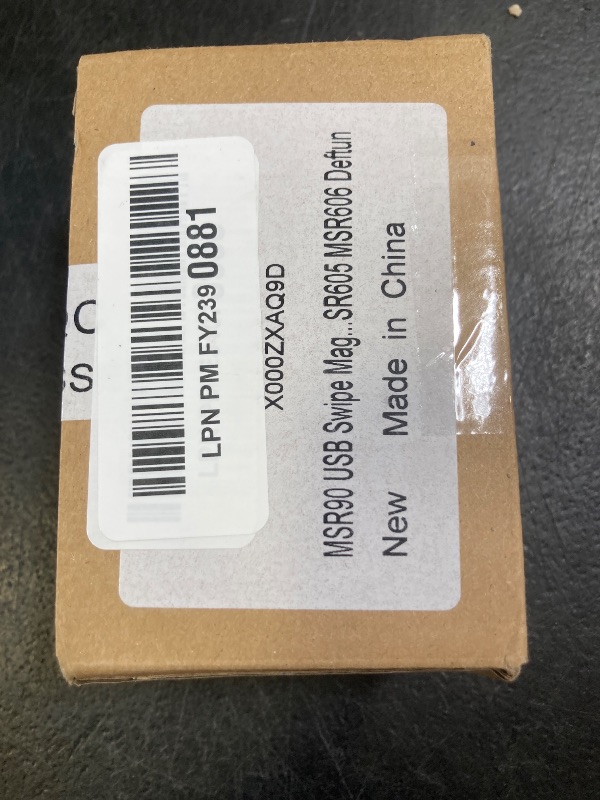 LPN PM FY239 0881
X000ZXAQ9D
MSR90 USB Swipe Mag...SR605 MSR606 Deftun
New Made in China